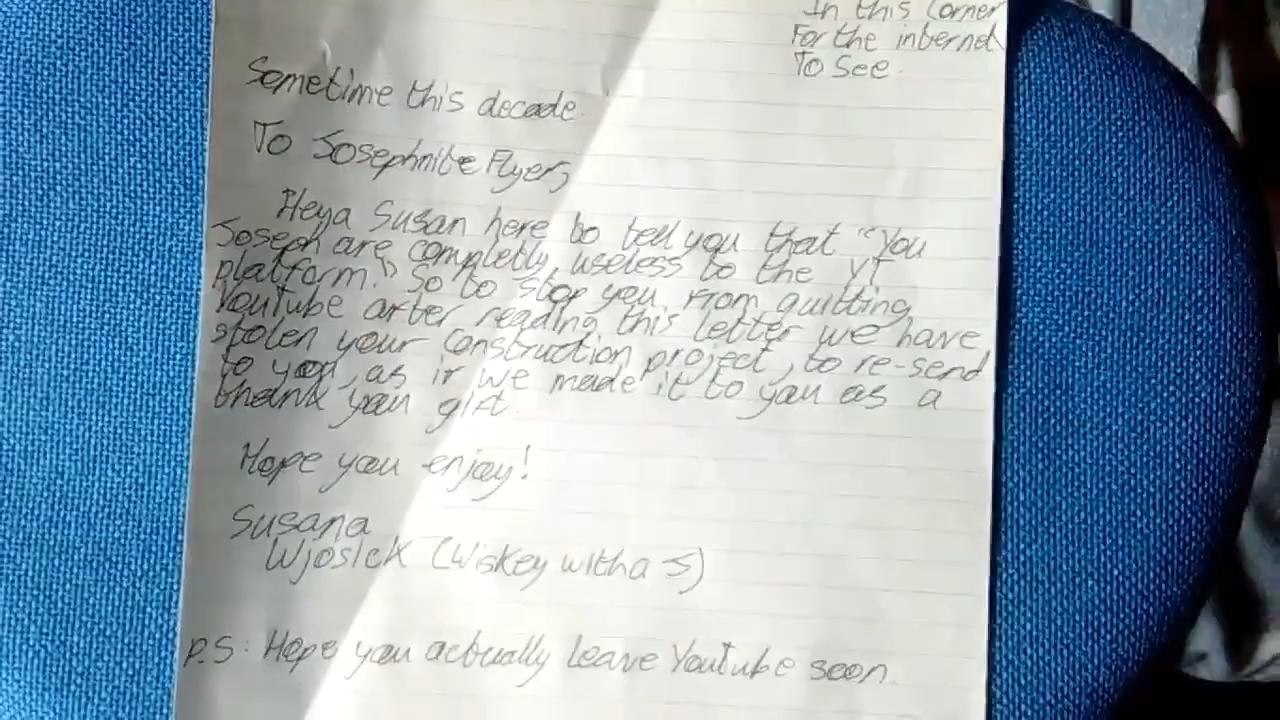 In this Corner
For the internet
To See.
Sometime this decade.
To Josephnite Flyers,
Heya Susan here to tell you that "You
Joseph are completly useless to the YT
platform." So to stop you from quitting
YouTube arter reading this letter we have
stolen your construction project, to re-send
to you, as if we made it to you as a
thank you gift.
Hope you enjoy!
Susana
Wjosick (Wiskey witha J)
P.S: Hope you actually leave Youtube soon.